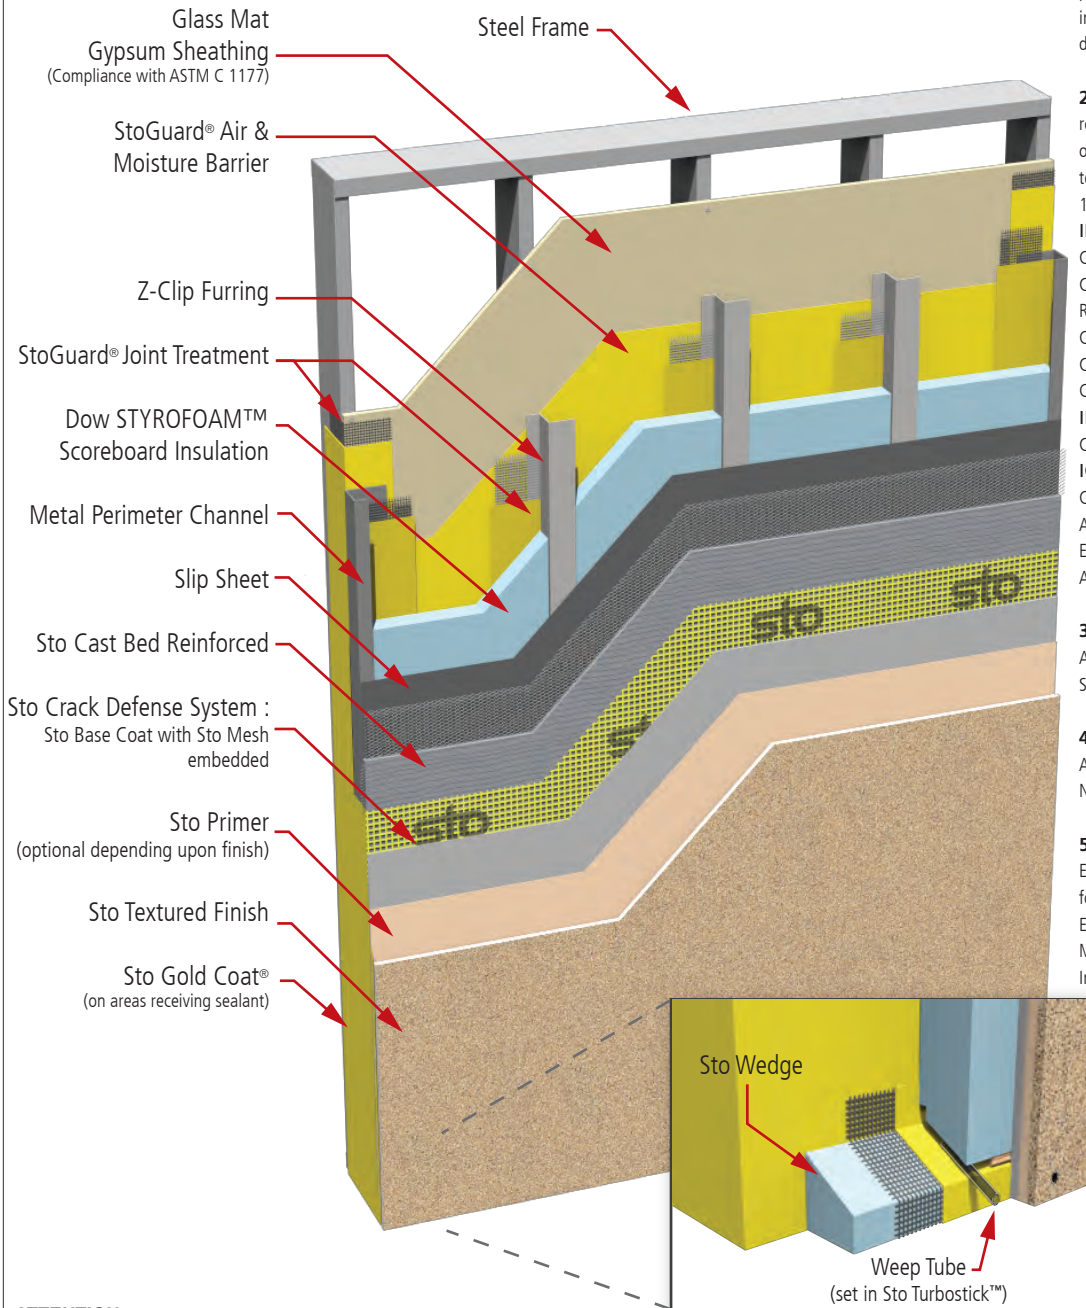 Glass Mat
Gypsum Sheathing
(Compliance with ASTM C 1177)
Steel Frame
StoGuard® Air &
Moisture Barrier
Z-Clip Furring
StoGuard® Joint Treatment
Dow STYROFOAM™
Scoreboard Insulation
Metal Perimeter Channel
Slip Sheet
Sto Cast Bed Reinforced
Sto Crack Defense System :
Sto Base Coat with Sto Mesh
embedded
Sto Primer
(optional depending upon finish)
Sto Textured Finish
Sto Gold Coat®
(on areas receiving sealant)
sto
sto
sto
sto
Sto Wedge
Weep Tube
(set in Sto Turbostick™)